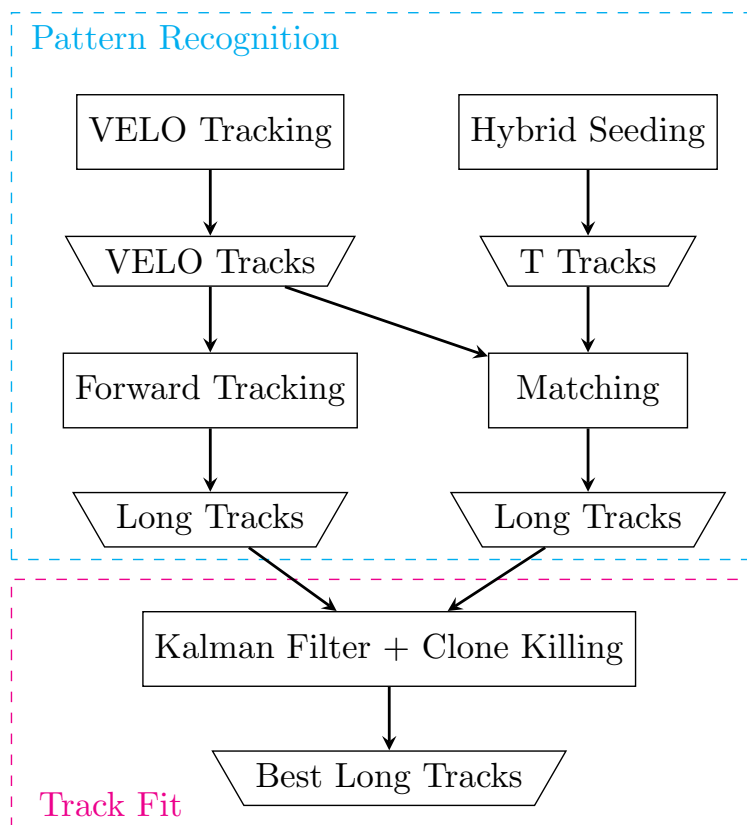 Pattern Recognition
VELO Tracking
Hybrid Seeding
VELO Tracks
T Tracks
Forward Tracking
Matching
Long Tracks
Long Tracks
Kalman Filter + Clone Killing
Best Long Tracks
Track Fit